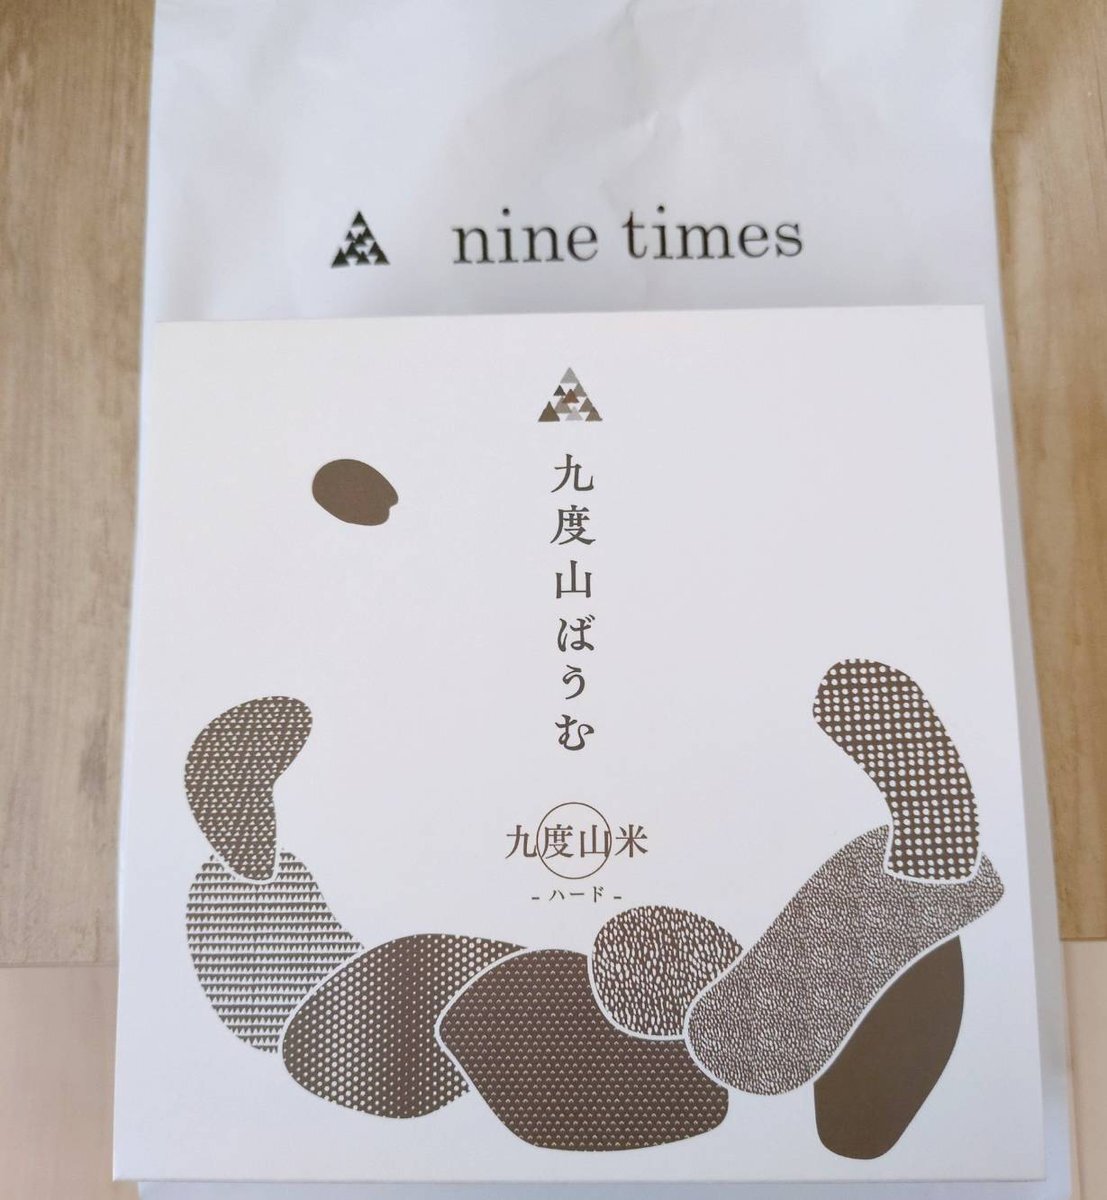 nine times
九度山ばうむ
九度山米
- ハード -